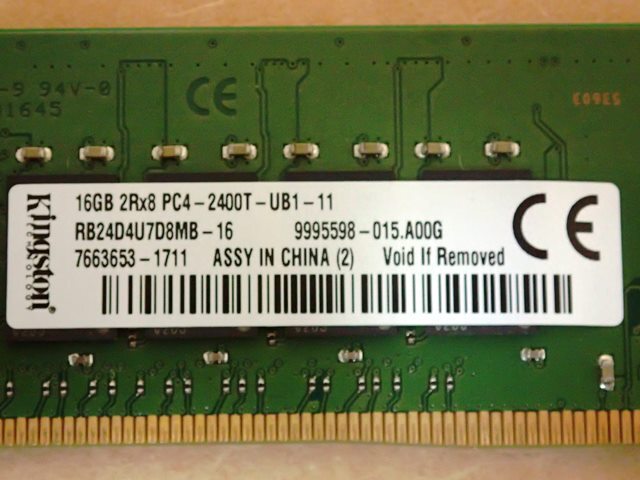 -9 94V-0
1645
CE
53603
Kingston
16GB 2Rx8 PC4-2400T-UB1-11
RB24D4U7D8MB-16 9995598-015.A00G
7663653-1711 ASSY IN CHINA (2) Void If Removed
CE